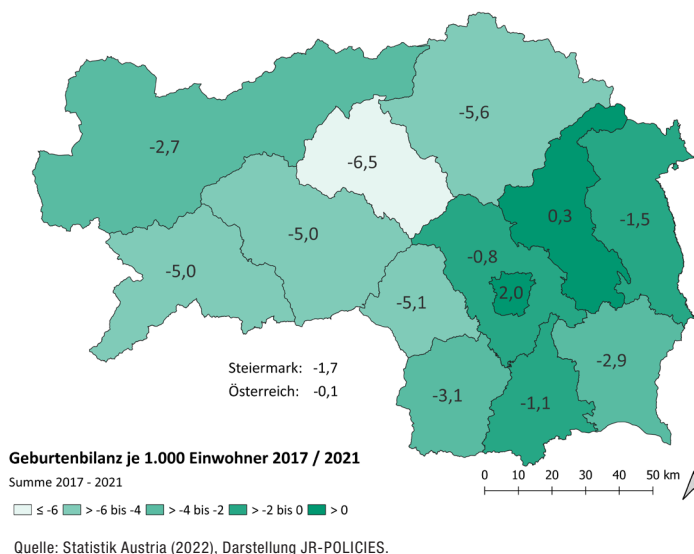 -5,6
-2,7
-6,5
0,3
-1,5
-5,0
-0,8
-5,0
2,0
-5,1
Steiermark: -1,7
-2,9
Österreich: -0,1
-3,1
-1,1
Geburtenbilanz je 1.000 Einwohner 2017 / 2021
Summe 2017 - 2021
0 10 20 30 40 50 km
≤ -6 > -6 bis -4 > -4 bis -2 > -2 bis 0 > 0
Quelle: Statistik Austria (2022), Darstellung JR-POLICIES.